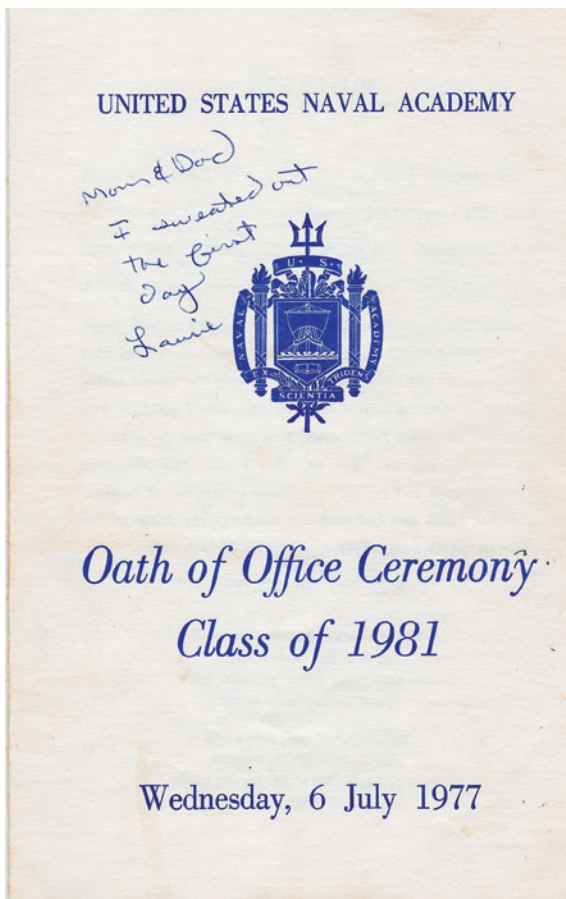 UNITED STATES NAVAL ACADEMY
Mom & Dad
I sweated out
the first
day
Laurie
U · S
NAVAL
ACADEMY
EX
TRIDENS
SCIENTIA
Oath of Office Ceremony
Class of 1981
Wednesday, 6 July 1977